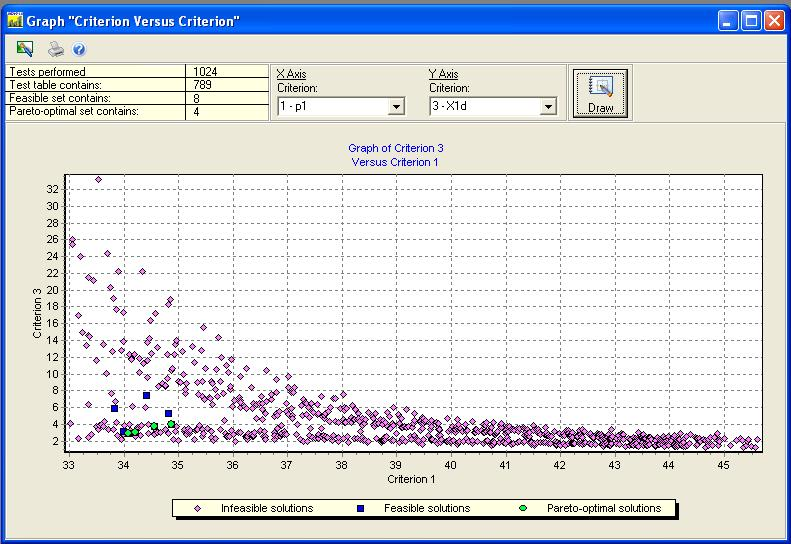 Graph "Criterion Versus Criterion"
Tests performed 1024
Test table contains: 789
Feasible set contains: 8
Pareto-optimal set contains: 4
X Axis
Criterion:
1 - p1
Y Axis
Criterion:
3 - X1d
Draw
Graph of Criterion 3
Versus Criterion 1
Criterion 3
32
30
28
26
24
22
20
18
16
14
12
10
8
6
4
2
33 34 35 36 37 38 39 40 41 42 43 44 45
Criterion 1
Infeasible solutions Feasible solutions Pareto-optimal solutions